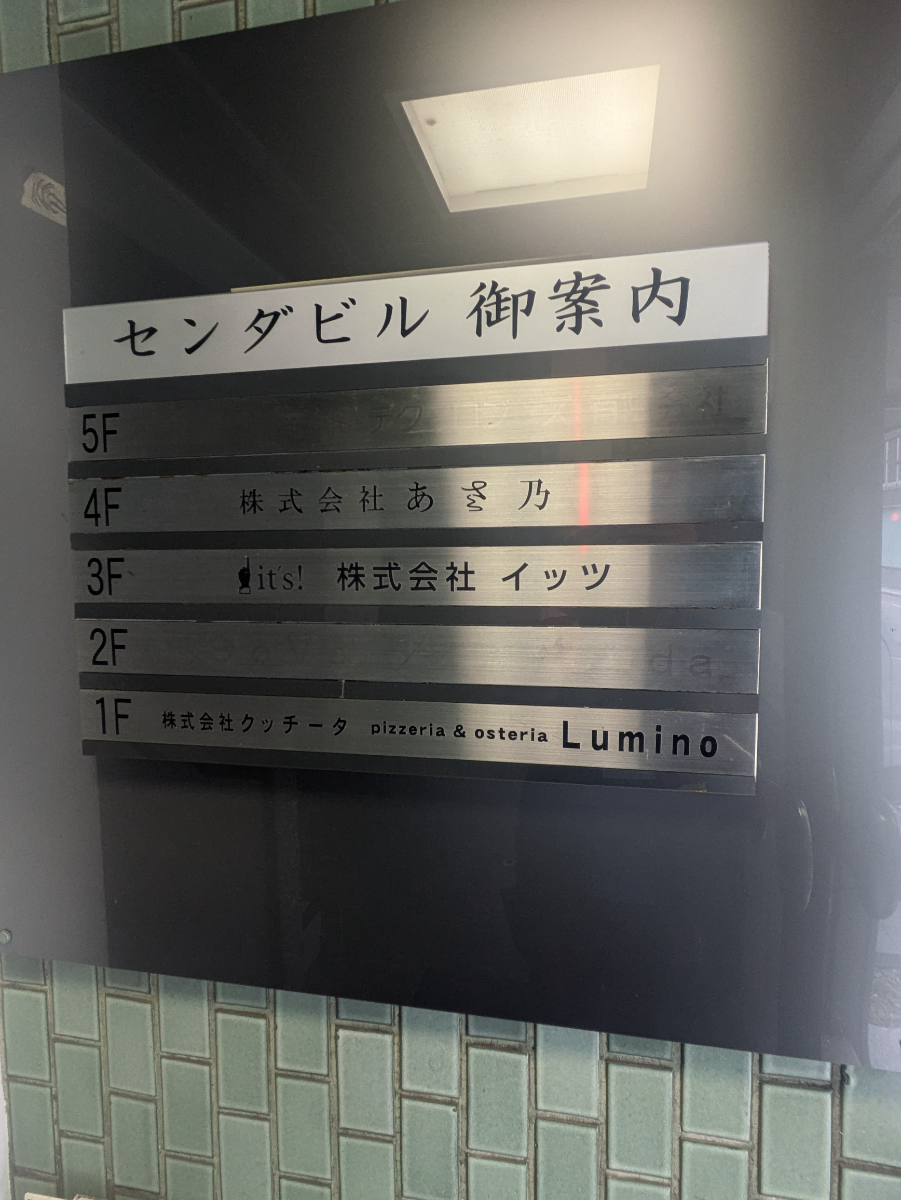 センダビル 御案内
5F
4F 株式会社あさ乃
3F it's! 株式会社 イッツ
2F
1F 株式会社クッチータ pizzeria & osteria Lumino